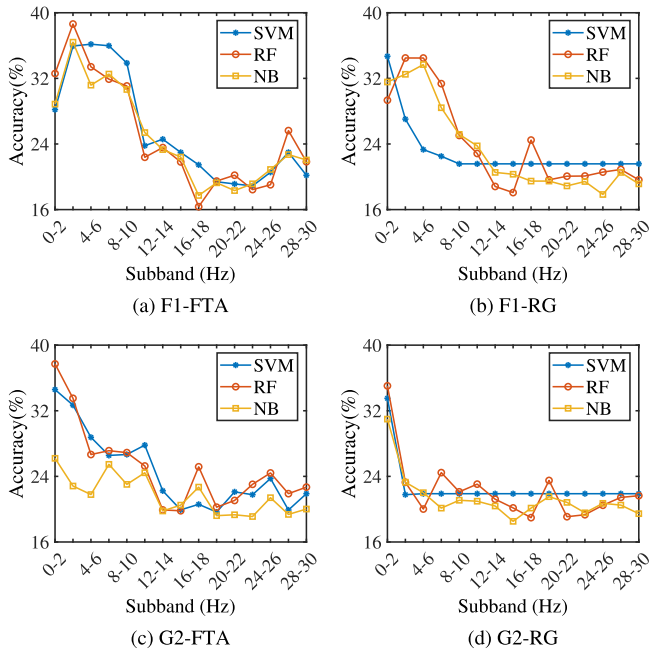 40
32
24
16
Accuracy(%)
SVM
RF
NB
0-2
4-6
8-10
12-14
16-18
20-22
24-26
28-30
Subband (Hz)
(a) F1-FTA
40
32
24
16
Accuracy(%)
SVM
RF
NB
0-2
4-6
8-10
12-14
16-18
20-22
24-26
28-30
Subband (Hz)
(b) F1-RG
40
32
24
16
Accuracy(%)
SVM
RF
NB
0-2
4-6
8-10
12-14
16-18
20-22
24-26
28-30
Subband (Hz)
(c) G2-FTA
40
32
24
16
Accuracy(%)
SVM
RF
NB
0-2
4-6
8-10
12-14
16-18
20-22
24-26
28-30
Subband (Hz)
(d) G2-RG